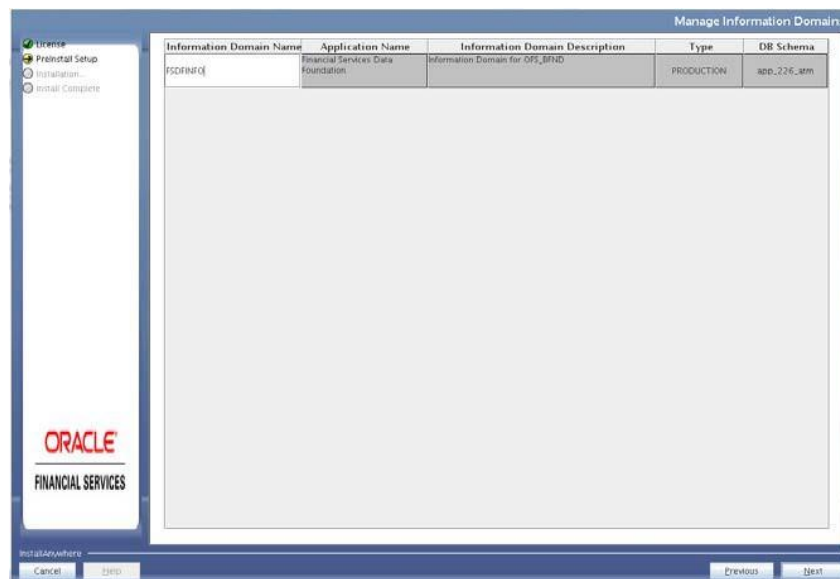 Manage Information Domain
License
Preinstall Setup
Installation...
Install Complete
Information Domain Name Application Name Information Domain Description Type DB Schema
FSDFINFO Financial Services Data Foundation Information Domain for OFS_BFND PRODUCTION app_226_atm
ORACLE
FINANCIAL SERVICES
InstallAnywhere
Cancel Help Previous Next